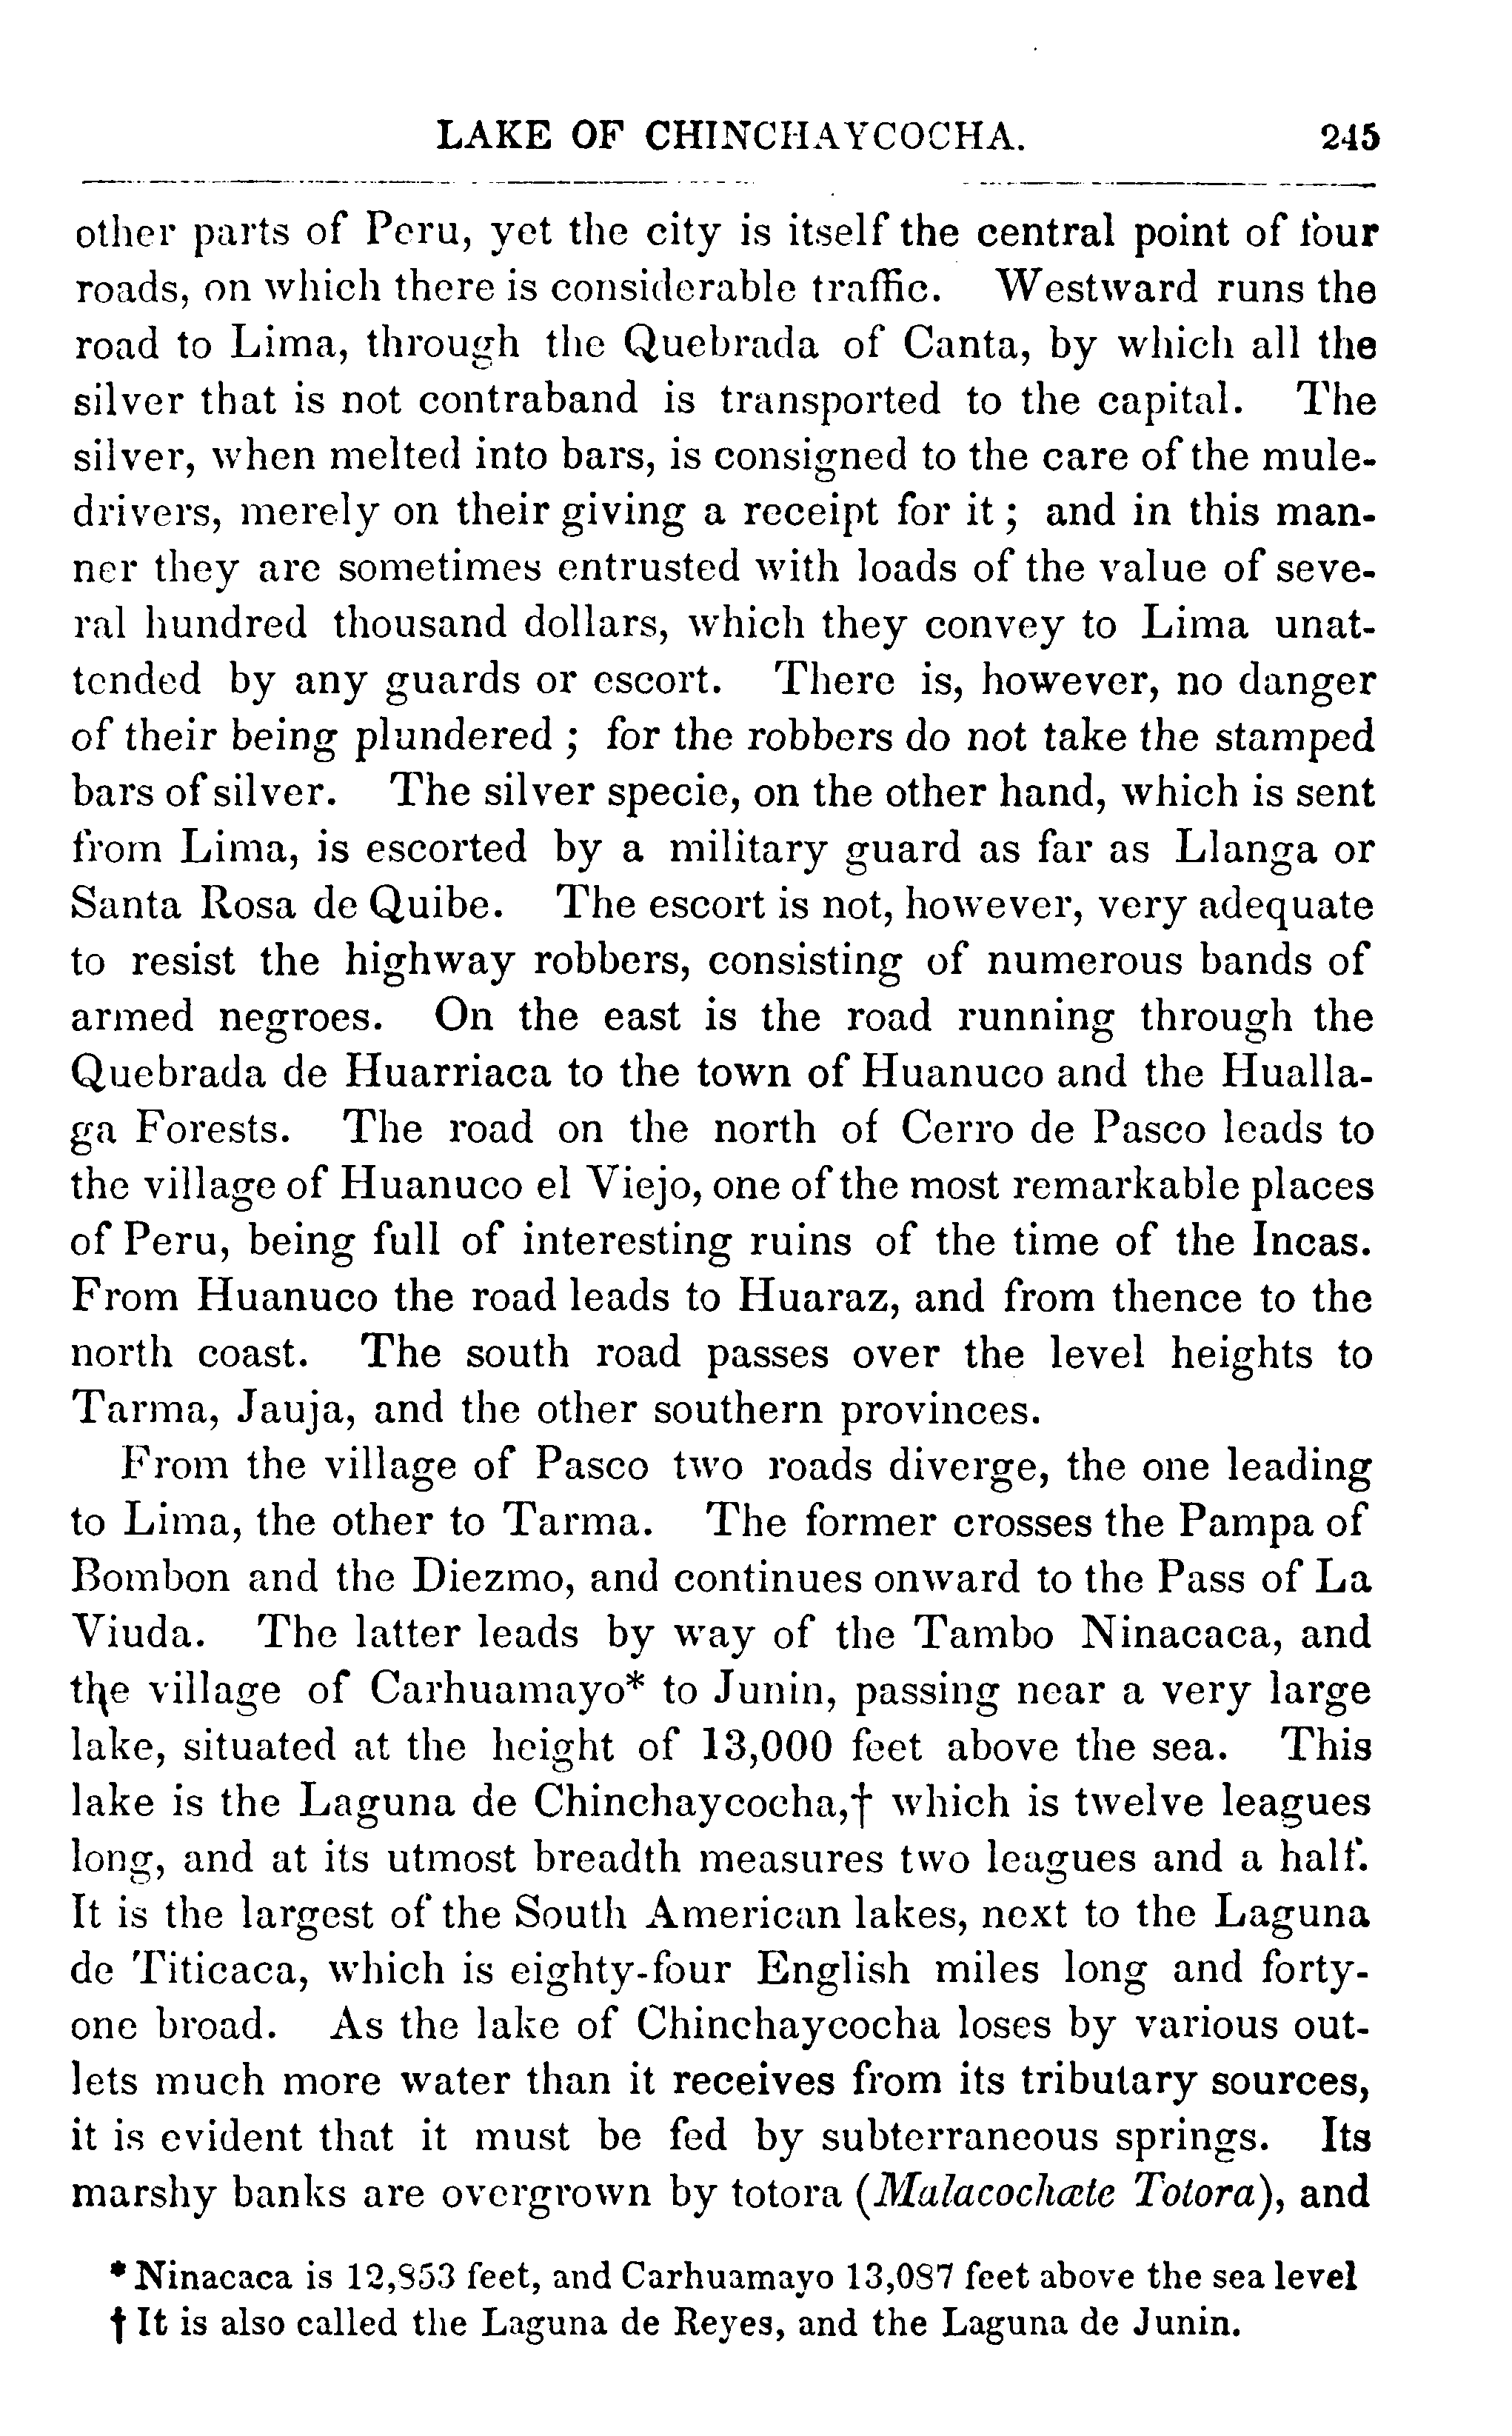 LAKE OF CHINCHAYCOCHA. 245
other parts of Peru, yet the city is itself the central point of four
roads, on which there is considerable traffic. Westward runs the
road to Lima, through the Quebrada of Canta, by which all the
silver that is not contraband is transported to the capital. The
silver, when melted into bars, is consigned to the care of the mule-
drivers, merely on their giving a receipt for it ; and in this man-
ner they are sometimes entrusted with loads of the value of seve-
ral hundred thousand dollars, which they convey to Lima unat-
tended by any guards or escort. There is, however, no danger
of their being plundered ; for the robbers do not take the stamped
bars of silver. The silver specie, on the other hand, which is sent
from Lima, is escorted by a military guard as far as Llanga or
Santa Rosa de Quibe. The escort is not, however, very adequate
to resist the highway robbers, consisting of numerous bands of
armed negroes. On the east is the road running through the
Quebrada de Huarriaca to the town of Huanuco and the Hualla-
ga Forests. The road on the north of Cerro de Pasco leads to
the village of Huanuco el Viejo, one of the most remarkable places
of Peru, being full of interesting ruins of the time of the Incas.
From Huanuco the road leads to Huaraz, and from thence to the
north coast. The south road passes over the level heights to
Tarma, Jauja, and the other southern provinces.
From the village of Pasco two roads diverge, the one leading
to Lima, the other to Tarma. The former crosses the Pampa of
Bombon and the Diezmo, and continues onward to the Pass of La
Viuda. The latter leads by way of the Tambo Ninacaca, and
the village of Carhuamayo* to Junin, passing near a very large
lake, situated at the height of 13,000 feet above the sea. This
lake is the Laguna de Chinchaycocha,† which is twelve leagues
long, and at its utmost breadth measures two leagues and a half.
It is the largest of the South American lakes, next to the Laguna
de Titicaca, which is eighty-four English miles long and forty-
one broad. As the lake of Chinchaycocha loses by various out-
lets much more water than it receives from its tributary sources,
it is evident that it must be fed by subterraneous springs. Its
marshy banks are overgrown by totora (Malacochæte Totora), and
* Ninacaca is 12,853 feet, and Carhuamayo 13,087 feet above the sea level
† It is also called the Laguna de Reyes, and the Laguna de Junin.